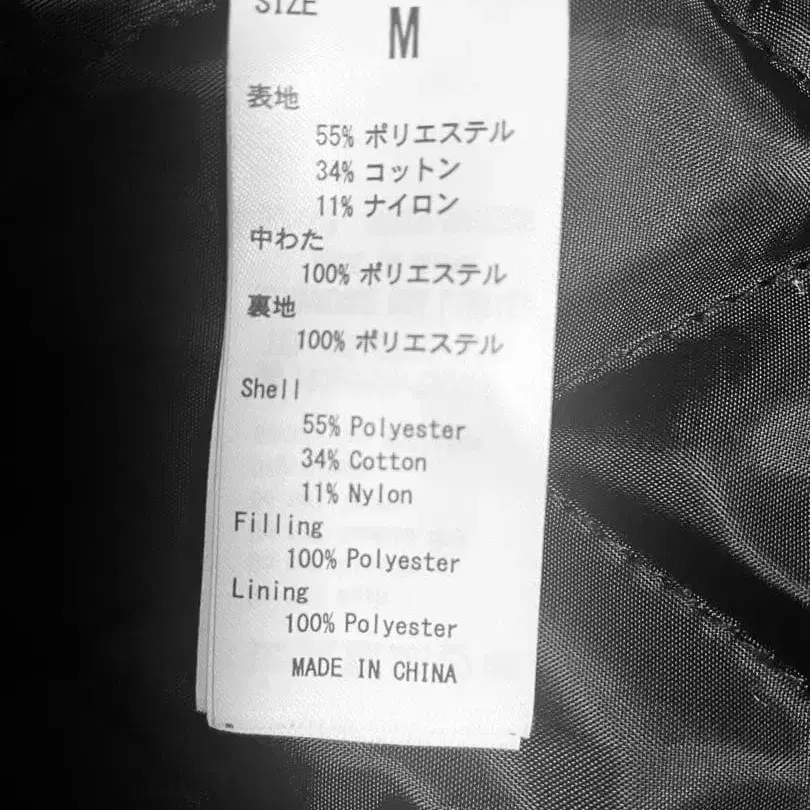 SIZE
M
表地
55% ポリエステル
34% コットン
11% ナイロン
中わた
100% ポリエステル
裏地
100% ポリエステル
Shell
55% Polyester
34% Cotton
11% Nylon
Filling
100% Polyester
Lining
100% Polyester
MADE IN CHINA